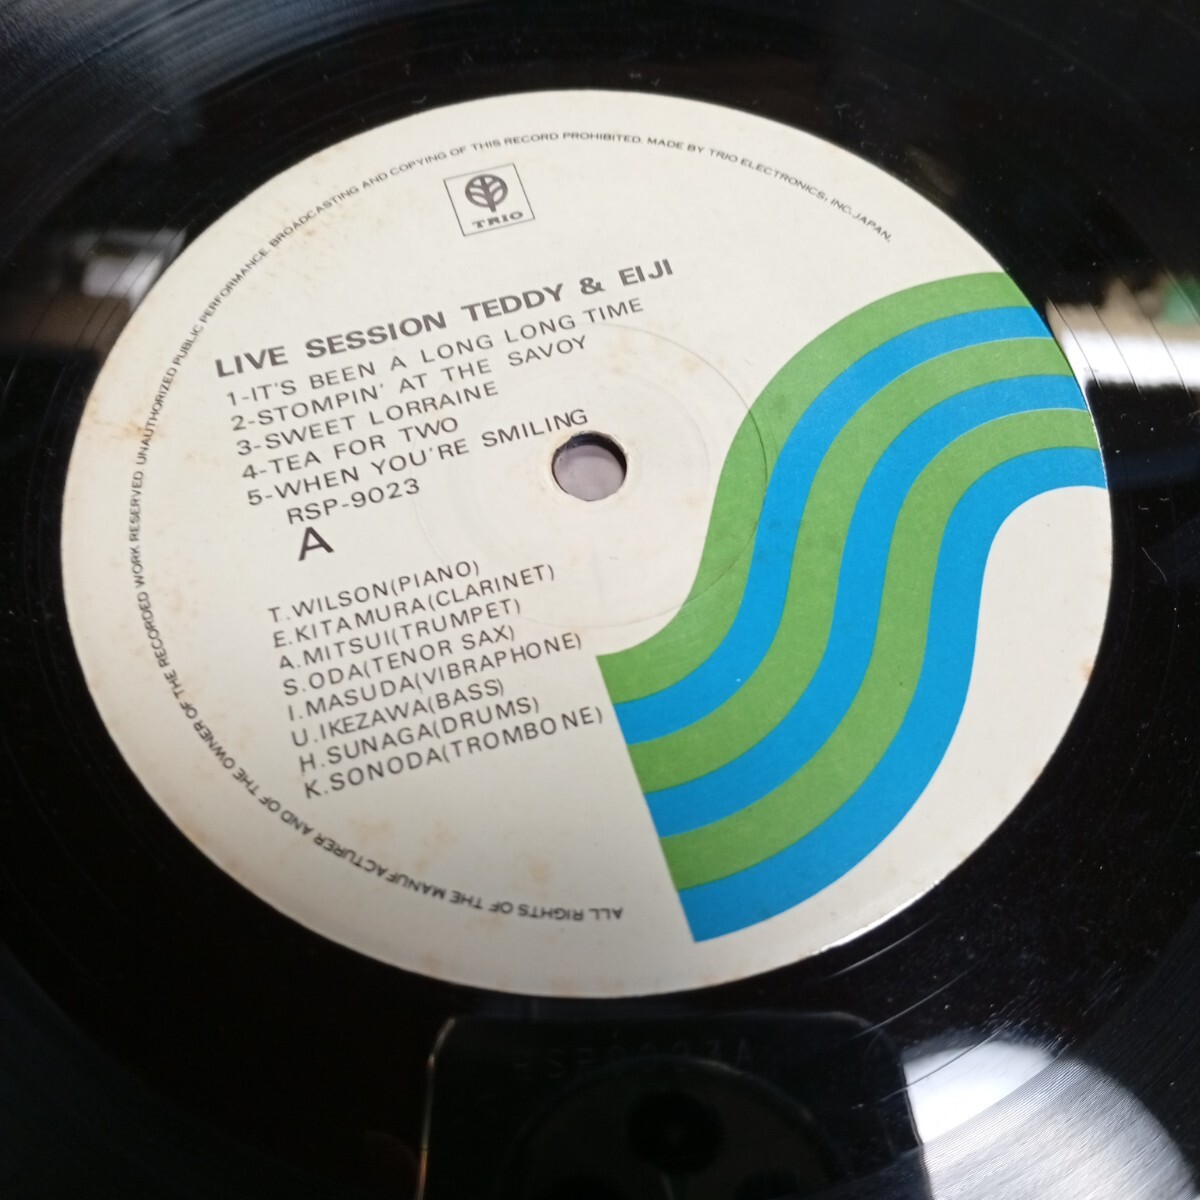 ALL RIGHTS OF THE MANUFACTURER AND OF THE OWNER OF THE RECORDED WORK RESERVED. UNAUTHORIZED PUBLIC PERFORMANCE. BROADCASTING AND COPYING OF THIS RECORD PROHIBITED. MADE BY TRIO ELECTRONICS, INC. JAPAN.
TRIO
LIVE SESSION TEDDY & EIJI
1-IT'S BEEN A LONG LONG TIME
2-STOMPIN' AT THE SAVOY
3-SWEET LORRAINE
4-TEA FOR TWO
5-WHEN YOU'RE SMILING
RSP-9023
A
T.WILSON(PIANO)
E.KITAMURA(CLARINET)
A.MITSUI(TRUMPET)
S.ODA(TENOR SAX)
I.MASUDA(VIBRAPHONE)
U.IKEZAWA(BASS)
H.SUNAGA(DRUMS)
K.SONODA(TROMBONE)